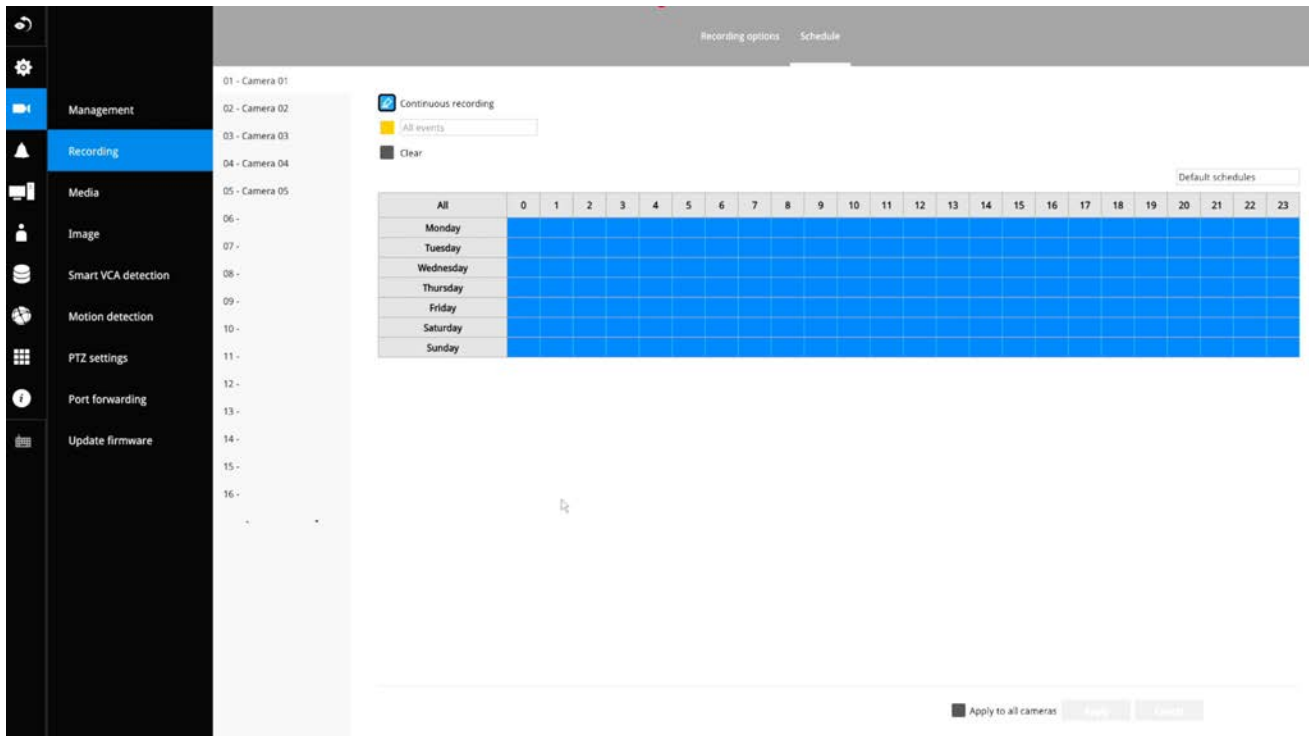 Recording options Schedule
Management
Recording
Media
Image
Smart VCA detection
Motion detection
PTZ settings
Port forwarding
Update firmware
01 - Camera 01
02 - Camera 02
03 - Camera 03
04 - Camera 04
05 - Camera 05
06 -
07 -
08 -
09 -
10 -
11 -
12 -
13 -
14 -
15 -
16 -
Continuous recording
All events
Clear
Default schedules
All 0 1 2 3 4 5 6 7 8 9 10 11 12 13 14 15 16 17 18 19 20 21 22 23
Monday
Tuesday
Wednesday
Thursday
Friday
Saturday
Sunday
Apply to all cameras